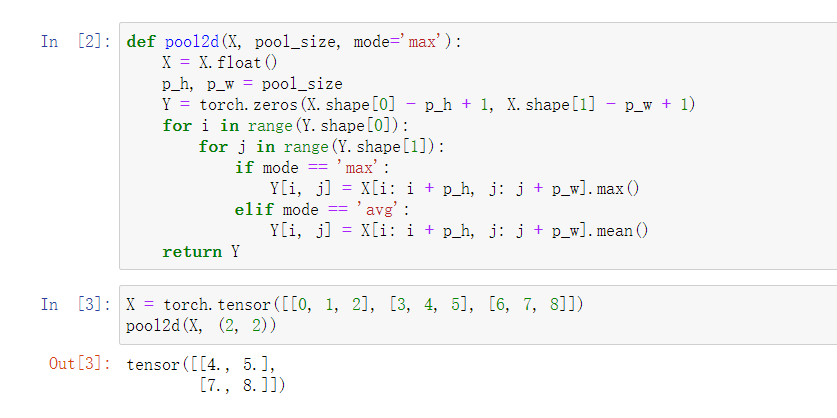 In [2]: def pool2d(X, pool_size, mode='max'):
            X = X.float()
            p_h, p_w = pool_size
            Y = torch.zeros(X.shape[0] - p_h + 1, X.shape[1] - p_w + 1)
            for i in range(Y.shape[0]):
                for j in range(Y.shape[1]):
                    if mode == 'max':
                        Y[i, j] = X[i: i + p_h, j: j + p_w].max()
                    elif mode == 'avg':
                        Y[i, j] = X[i: i + p_h, j: j + p_w].mean()
            return Y
In [3]: X = torch.tensor([[0, 1, 2], [3, 4, 5], [6, 7, 8]])
        pool2d(X, (2, 2))
Out[3]: tensor([[4., 5.],
                [7., 8.]])